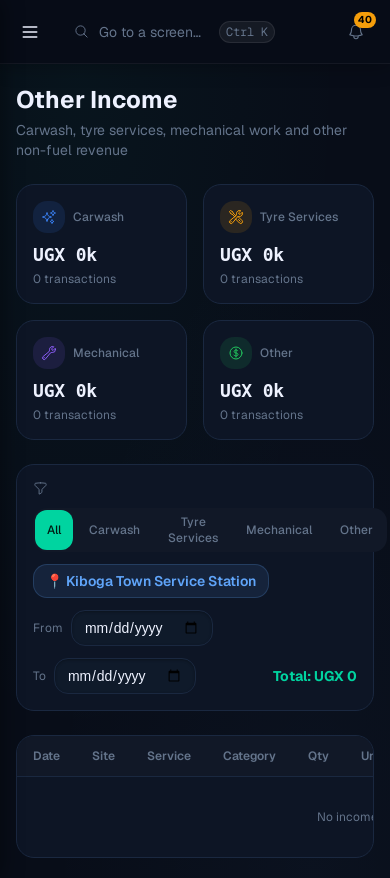 40
Go to a screen... Ctrl K
Other Income
Carwash, tyre services, mechanical work and other
non-fuel revenue
Carwash
UGX 0k
0 transactions
Tyre Services
UGX 0k
0 transactions
Mechanical
UGX 0k
0 transactions
Other
UGX 0k
0 transactions
All Carwash Tyre Services Mechanical Other
📍 Kiboga Town Service Station
From mm/dd/yyyy
To mm/dd/yyyy Total: UGX 0
Date Site Service Category Qty
No income